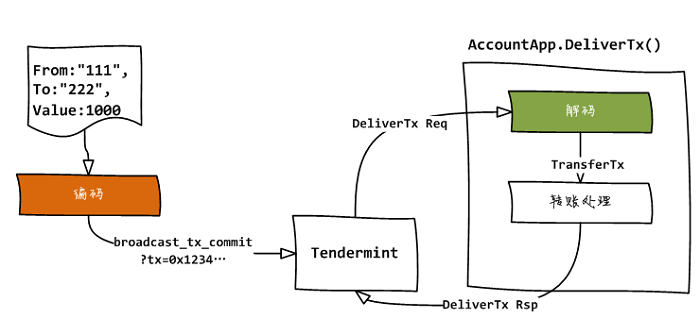 From:"111",
To:"222",
Value:1000
编码
broadcast_tx_commit
?tx=0x1234…
Tendermint
DeliverTx Req
AccountApp.DeliverTx()
解码
TransferTx
转账处理
DeliverTx Rsp